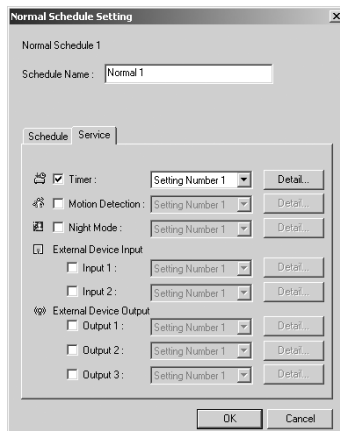 Normal Schedule Setting
Normal Schedule 1
Schedule Name : Normal 1
Schedule Service
Timer : Setting Number 1 Detail...
Motion Detection : Setting Number 1 Detail...
Night Mode : Setting Number 1 Detail...
External Device Input
Input 1 : Setting Number 1 Detail...
Input 2 : Setting Number 1 Detail...
External Device Output
Output 1 : Setting Number 1 Detail...
Output 2 : Setting Number 1 Detail...
Output 3 : Setting Number 1 Detail...
OK Cancel